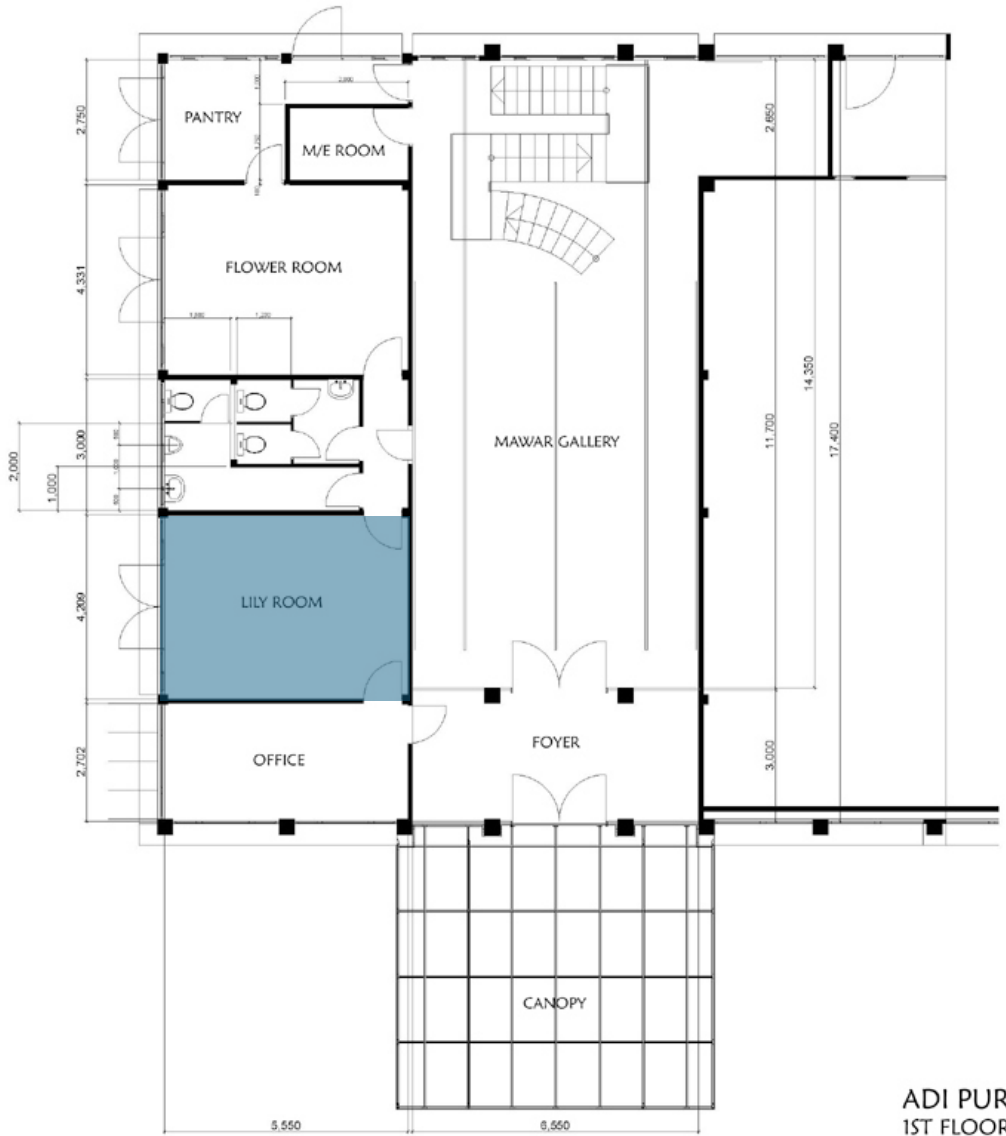 2,750
PANTRY
M/E ROOM
2.650
4,331
FLOWER ROOM
14.350
3,000
2,000
1,000
MAWAR GALLERY
11.700
17.400
4,209
LILY ROOM
2,702
OFFICE
FOYER
3.000
CANOPY
5.550
6,550
ADI PUR
1ST FLOOR